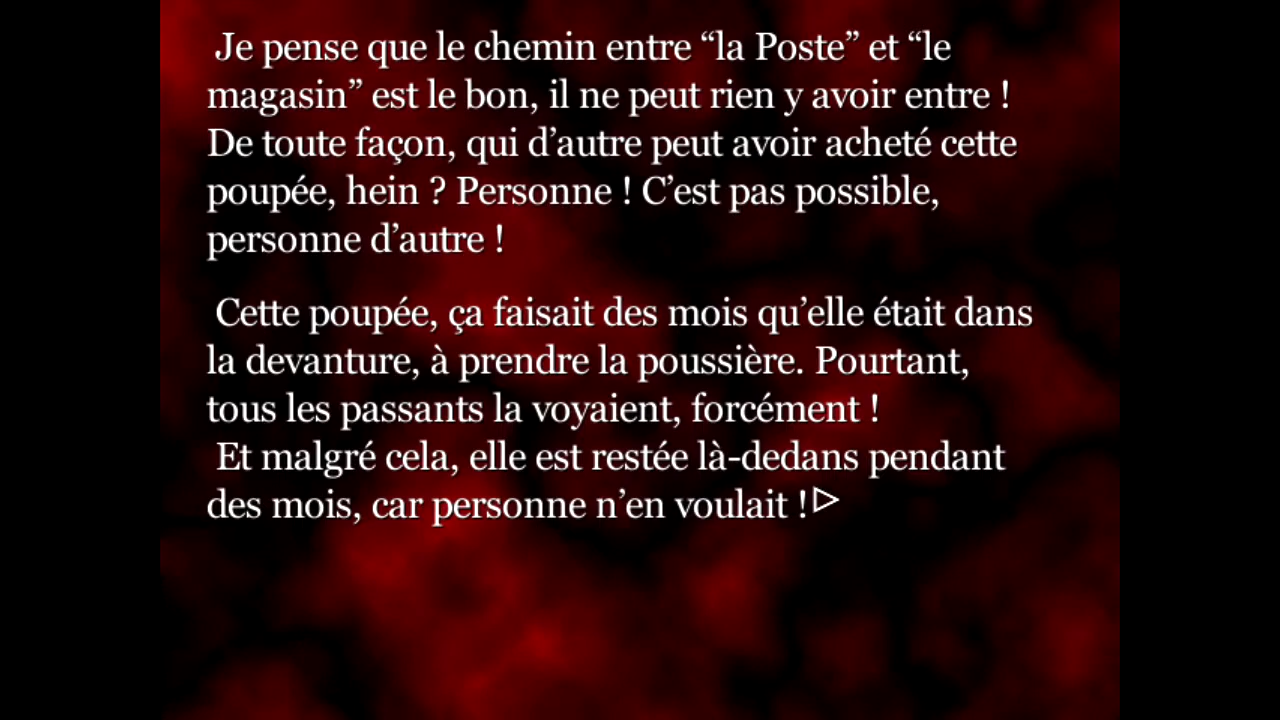 Je pense que le chemin entre “la Poste” et “le
magasin” est le bon, il ne peut rien y avoir entre !
De toute façon, qui d’autre peut avoir acheté cette
poupée, hein ? Personne ! C’est pas possible,
personne d’autre !
Cette poupée, ça faisait des mois qu’elle était dans
la devanture, à prendre la poussière. Pourtant,
tous les passants la voyaient, forcément !
Et malgré cela, elle est restée là-dedans pendant
des mois, car personne n’en voulait !